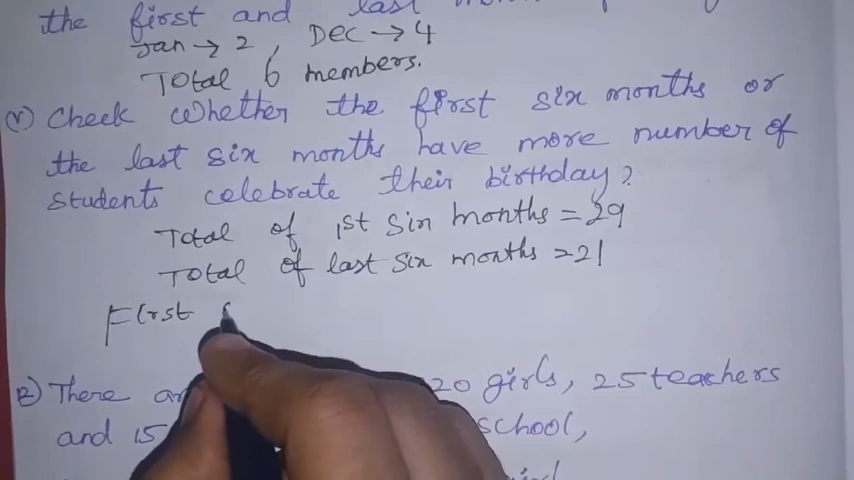 the first and last
Jan → 2, Dec → 4
Total 6 members.
(v) Check whether the first six months or
the last six months have more number of
students celebrate their birthday?
Total of 1st sin months = 29
Total of last six months = 21
First
2) There 20 girls, 25 teachers
and 15 school,